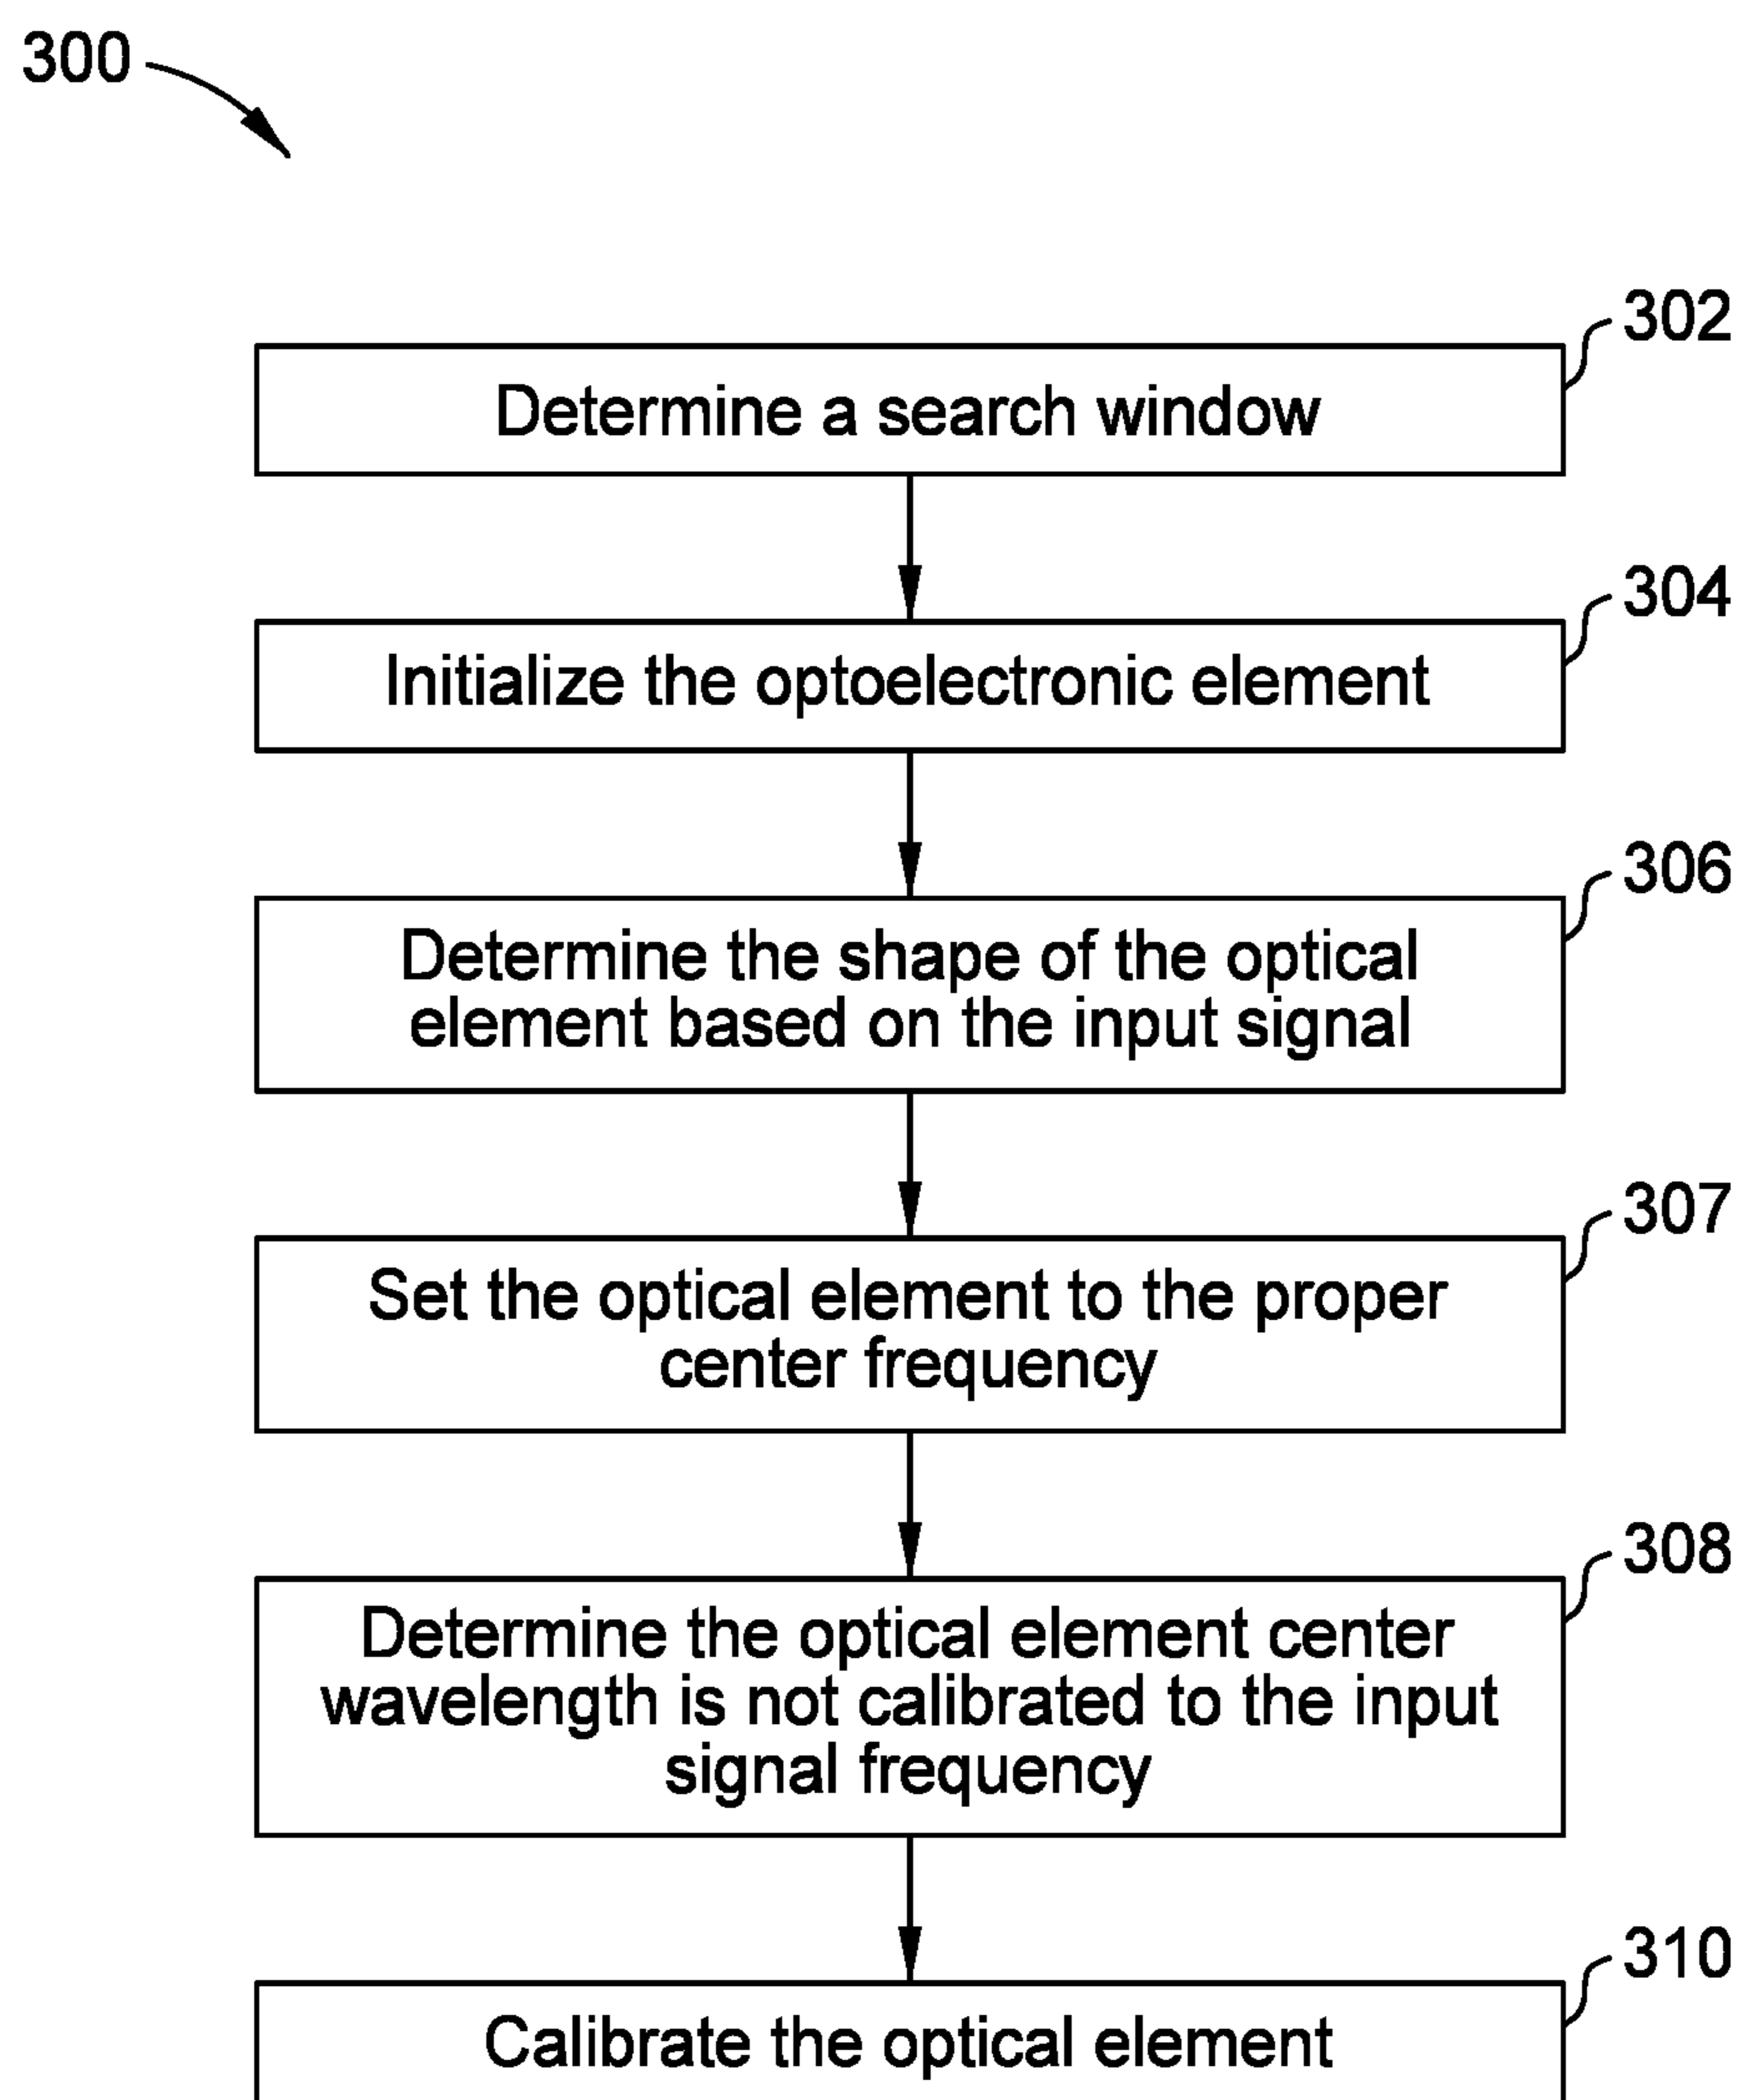 300
302
Determine a search window
304
Initialize the optoelectronic element
306
Determine the shape of the optical
element based on the input signal
307
Set the optical element to the proper
center frequency
308
Determine the optical element center
wavelength is not calibrated to the input
signal frequency
310
Calibrate the optical element